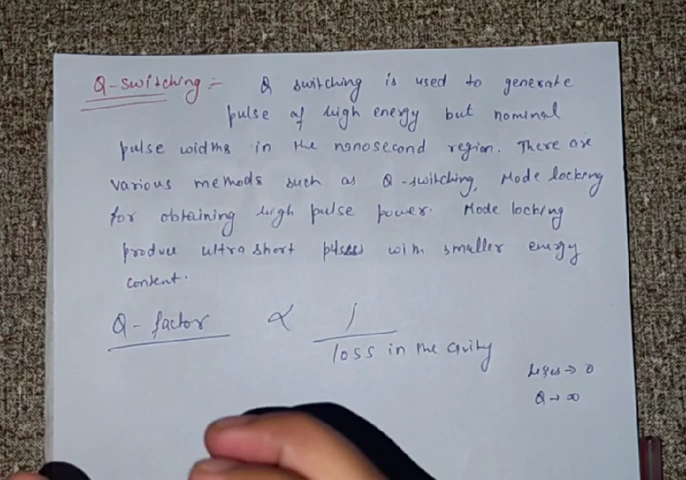 Q-switching :- Q switching is used to generate
pulse of high energy but nominal
pulse widths in the nanosecond region. There are
various methods such as Q-switching, Mode locking
for obtaining high pulse power. Mode locking
produce ultra short pulses with smaller energy
content.
Q-factor ∝ 1
loss in the cavity
Losses → 0
Q → ∞